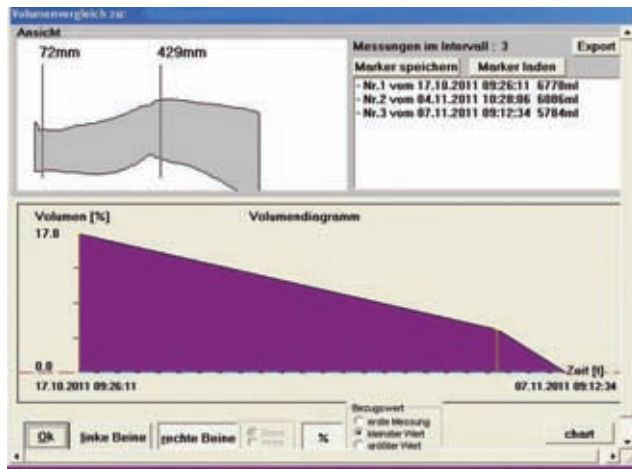 Volumenvergleich zu:
Ansicht
72mm 429mm
Messungen im Intervall : 3 Export
Marker speichern Marker laden
- Nr.1 vom 17.10.2011 09:26:11 6770ml
- Nr.2 vom 04.11.2011 10:28:06 6086ml
- Nr.3 vom 07.11.2011 09:12:34 5784ml
Volumen [%] Volumendiagramm
17.0
0.0 Zeit [t]
17.10.2011 09:26:11 07.11.2011 09:12:34
Bezugswert
erste Messung
kleinster Wert
größter Wert
Ok linke Beine rechte Beine % chart